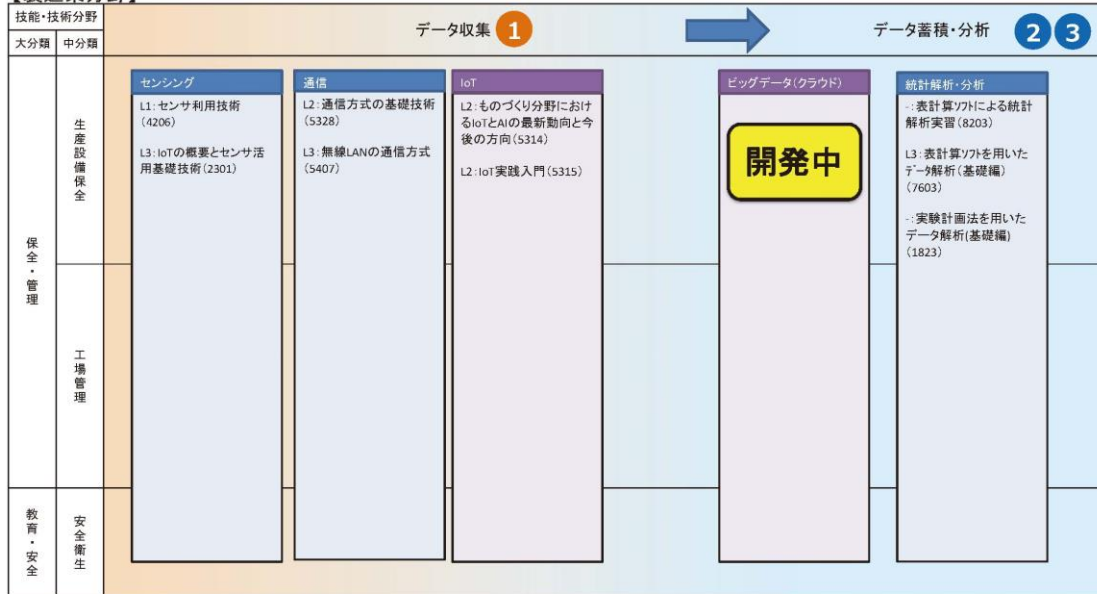 技能・技術分野
大分類
中分類
データ収集
1
データ蓄積・分析
2
3
保全・管理
生産設備保全
工場管理
教育・安全
安全衛生
センシング
L1:センサ利用技術
(4206)
L3:IoTの概要とセンサ活
用基礎技術(2301)
通信
L2:通信方式の基礎技術
(5328)
L3:無線LANの通信方式
(5407)
IoT
L2:ものづくり分野におけ
るIoTとAIの最新動向と今
後の方向(5314)
L2:IoT実践入門(5315)
ビッグデータ(クラウド)
開発中
統計解析・分析
-:表計算ソフトによる統計
解析実習(8203)
L3:表計算ソフトを用いた
データ解析(基礎編)
(7603)
-:実験計画法を用いた
データ解析(基礎編)
(1823)